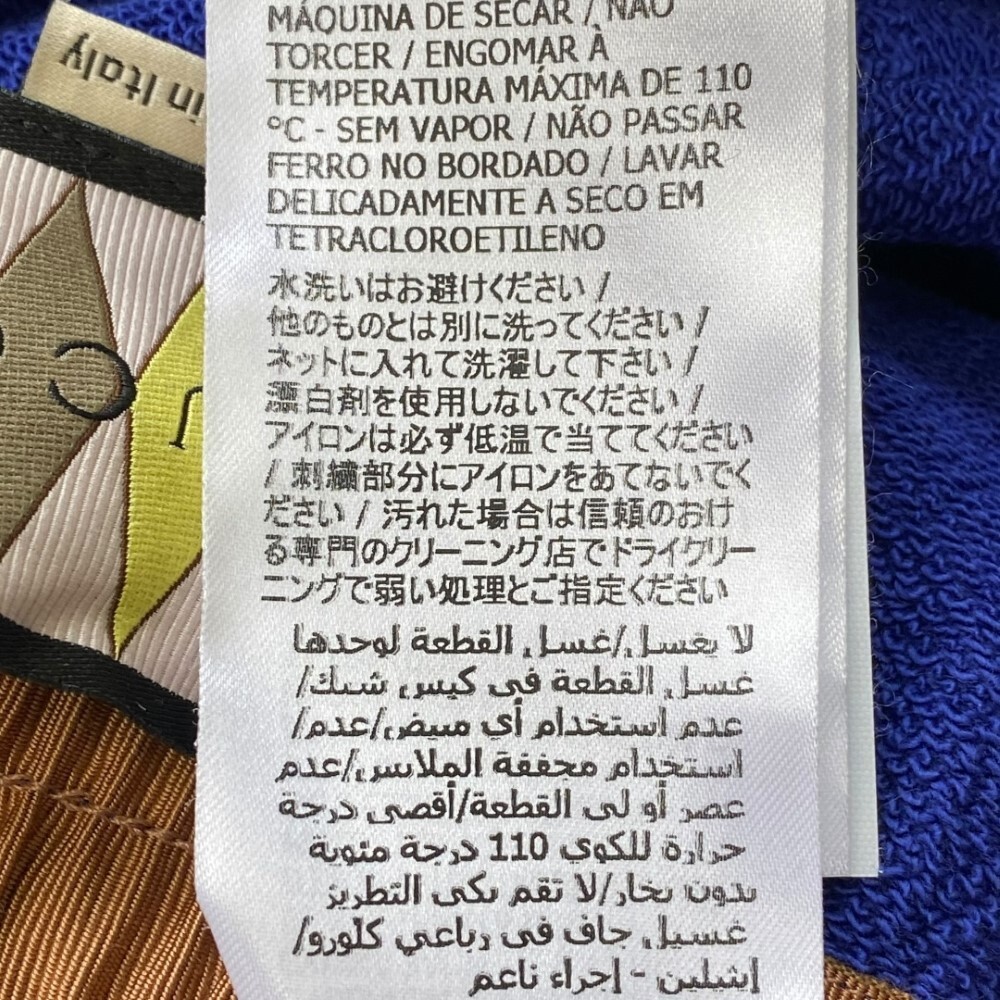 in Italy
MÁQUINA DE SECAR / NÃO
TORCER / ENGOMAR À
TEMPERATURA MÁXIMA DE 110
°C - SEM VAPOR / NÃO PASSAR
FERRO NO BORDADO / LAVAR
DELICADAMENTE A SECO EM
TETRACLOROETILENO
水洗いはお避けください /
他のものとは別に洗ってください /
ネットに入れて洗濯して下さい /
漂白剤を使用しないでください /
アイロンは必ず低温で当ててください
/ 刺繍部分にアイロンをあてないでく
ださい / 汚れた場合は信頼のおけ
る専門のクリーニング店でドライクリー
ニングで弱い処理とご指定ください
لا يغسل/غسل القطعة لوحدها
غسل القطعة في كيس شبك/
عدم استخدام أي مبيض/عدم/
استخدام مجففة الملابس/عدم
عصر أو لى القطعة/أقصى درجة
حرارة للكوي 110 درجة مئوية
بدون بخار/لا تقم بكى التطريز
غسيل جاف فى رباعي كلورو/
إيثيلين - إجراء ناعم